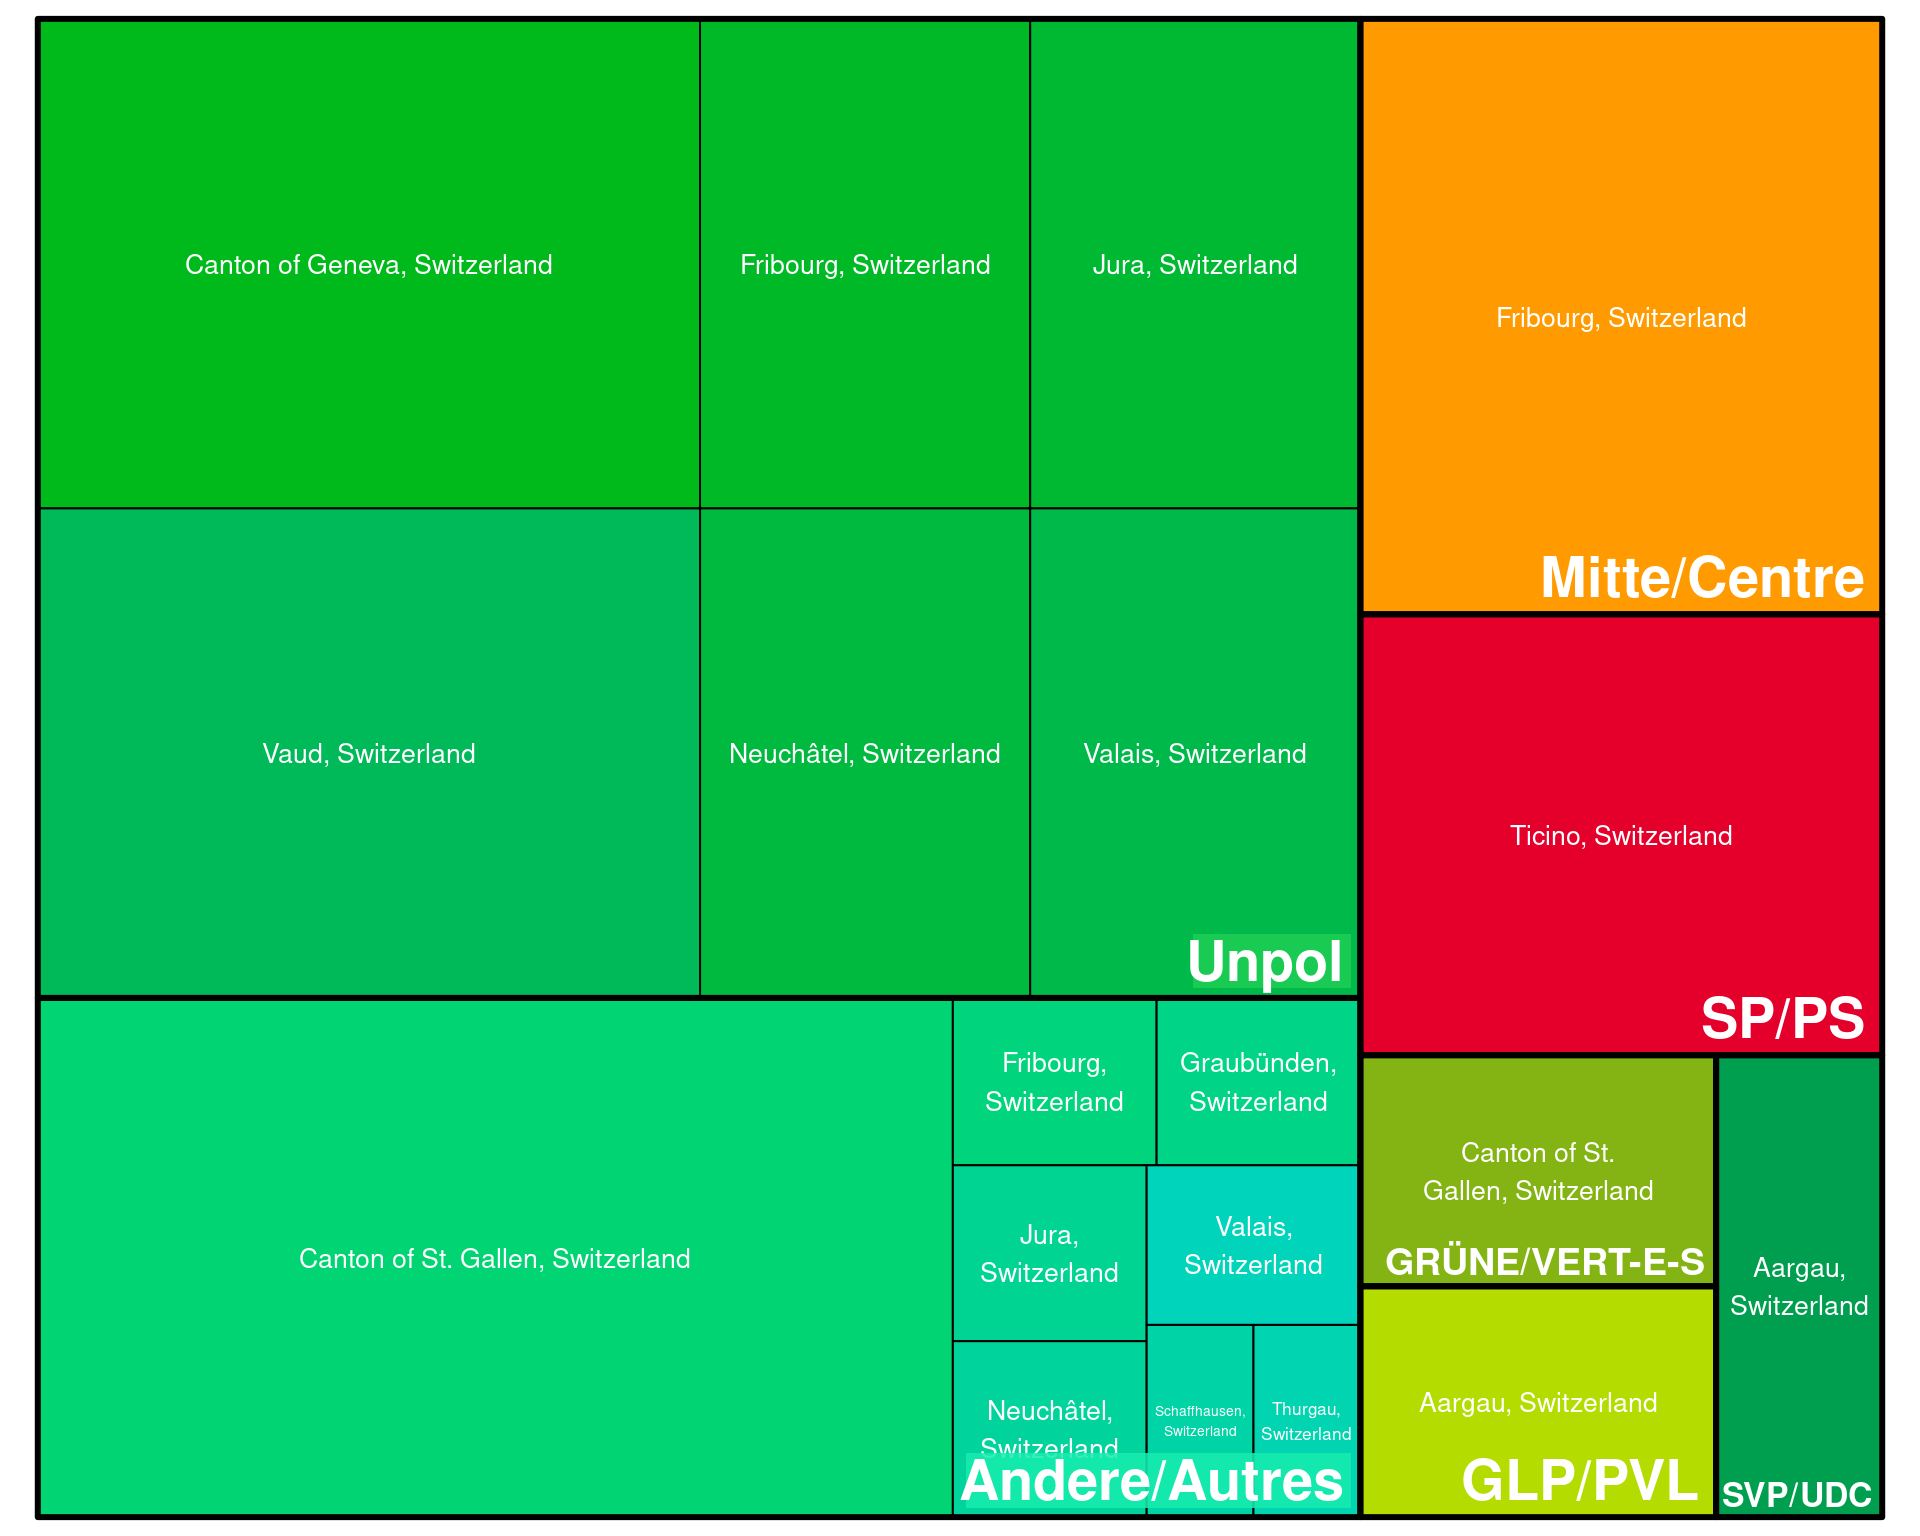 Canton of Geneva, Switzerland
Fribourg, Switzerland
Jura, Switzerland
Vaud, Switzerland
Neuchâtel, Switzerland
Valais, Switzerland
Unpol
Fribourg, Switzerland
Mitte/Centre
Ticino, Switzerland
SP/PS
Canton of St. Gallen, Switzerland
Fribourg,
Switzerland
Graubünden,
Switzerland
Jura,
Switzerland
Valais,
Switzerland
Neuchâtel,
Switzerland
Schaffhausen,
Switzerland
Thurgau,
Switzerland
Andere/Autres
Canton of St.
Gallen, Switzerland
GRÜNE/VERT-E-S
Aargau, Switzerland
GLP/PVL
Aargau,
Switzerland
SVP/UDC